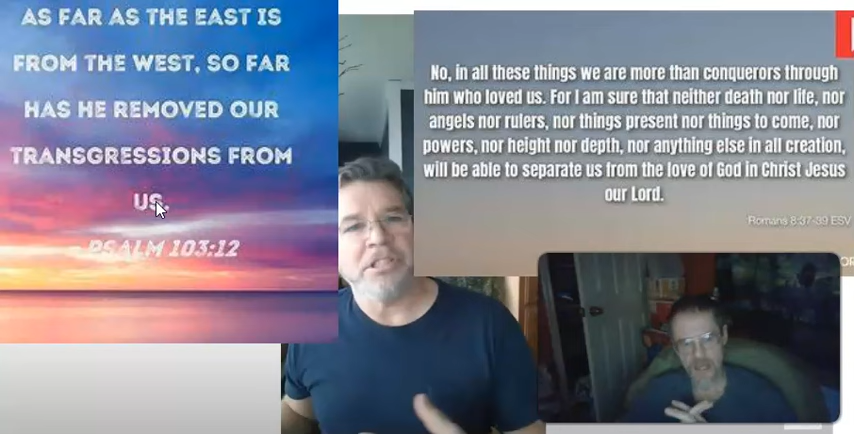 AS FAR AS THE EAST IS
FROM THE WEST, SO FAR
HAS HE REMOVED OUR
TRANSGRESSIONS FROM
US.
- PSALM 103:12
No, in all these things we are more than conquerors through
him who loved us. For I am sure that neither death nor life, nor
angels nor rulers, nor things present nor things to come, nor
powers, nor height nor depth, nor anything else in all creation,
will be able to separate us from the love of God in Christ Jesus
our Lord.
Romans 8:37-39 ESV